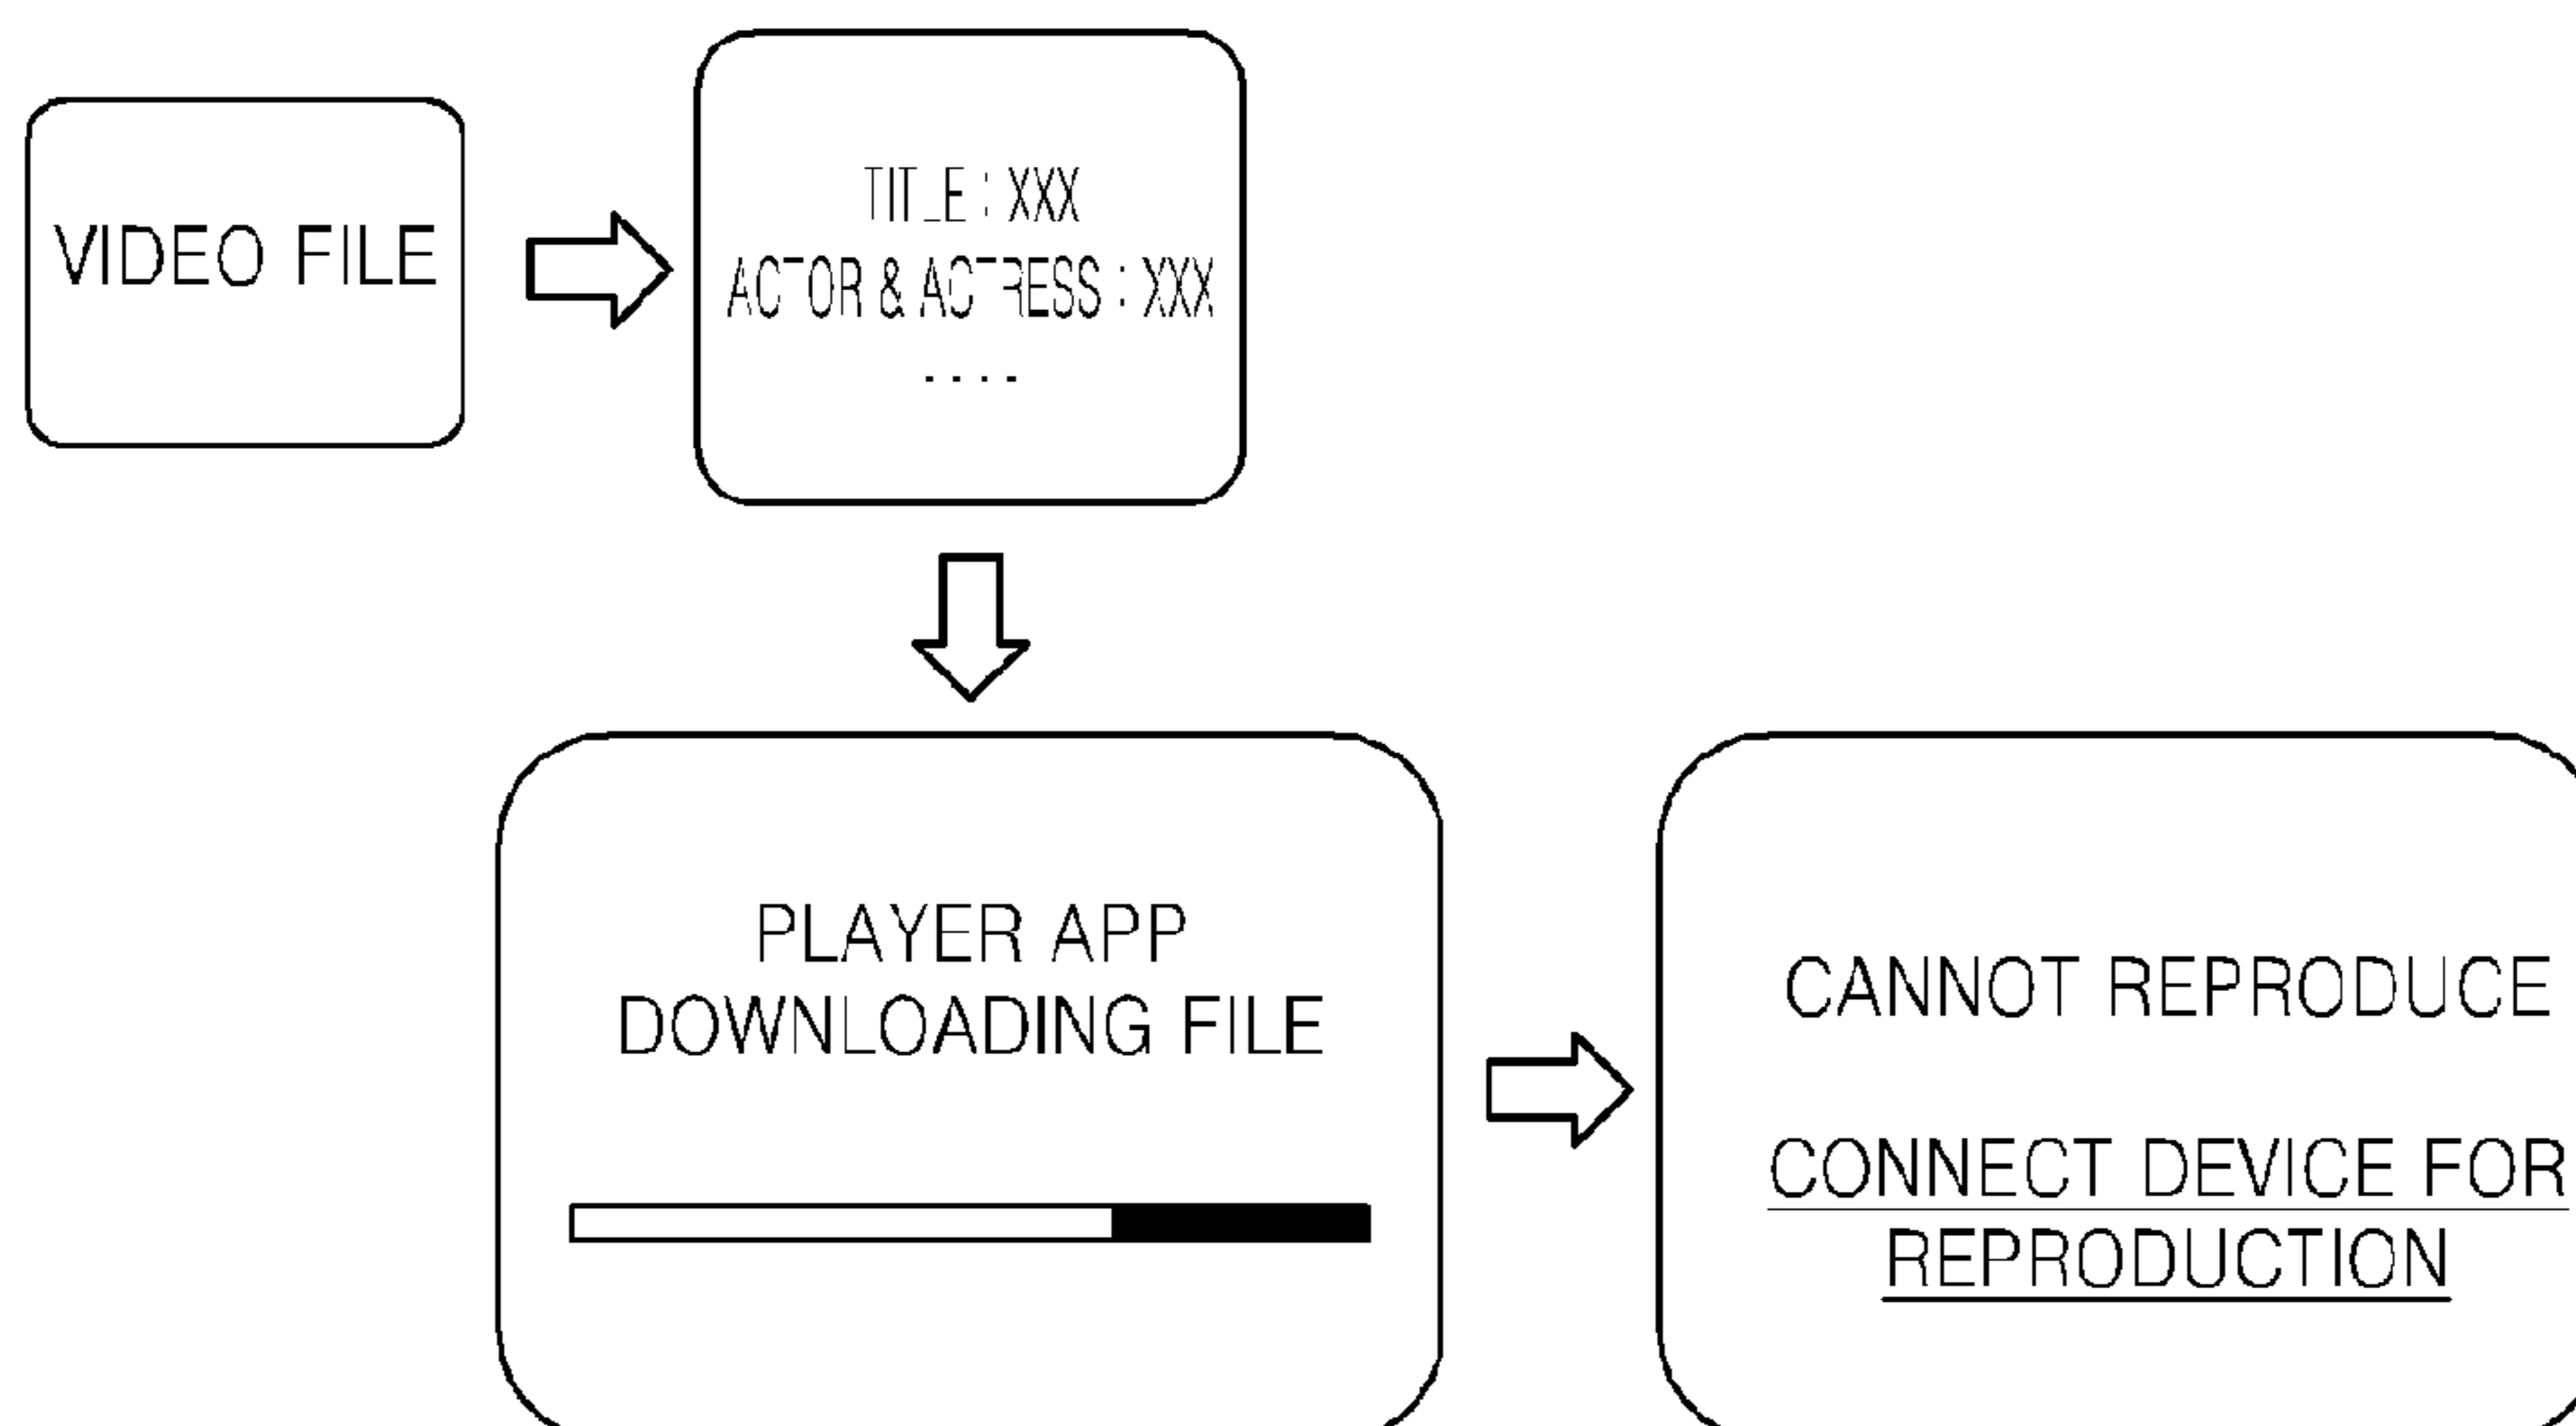 VIDEO FILE
TITLE : XXX
ACTOR & ACTRESS : XXX
....
PLAYER APP
DOWNLOADING FILE
CANNOT REPRODUCE
CONNECT DEVICE FOR
REPRODUCTION